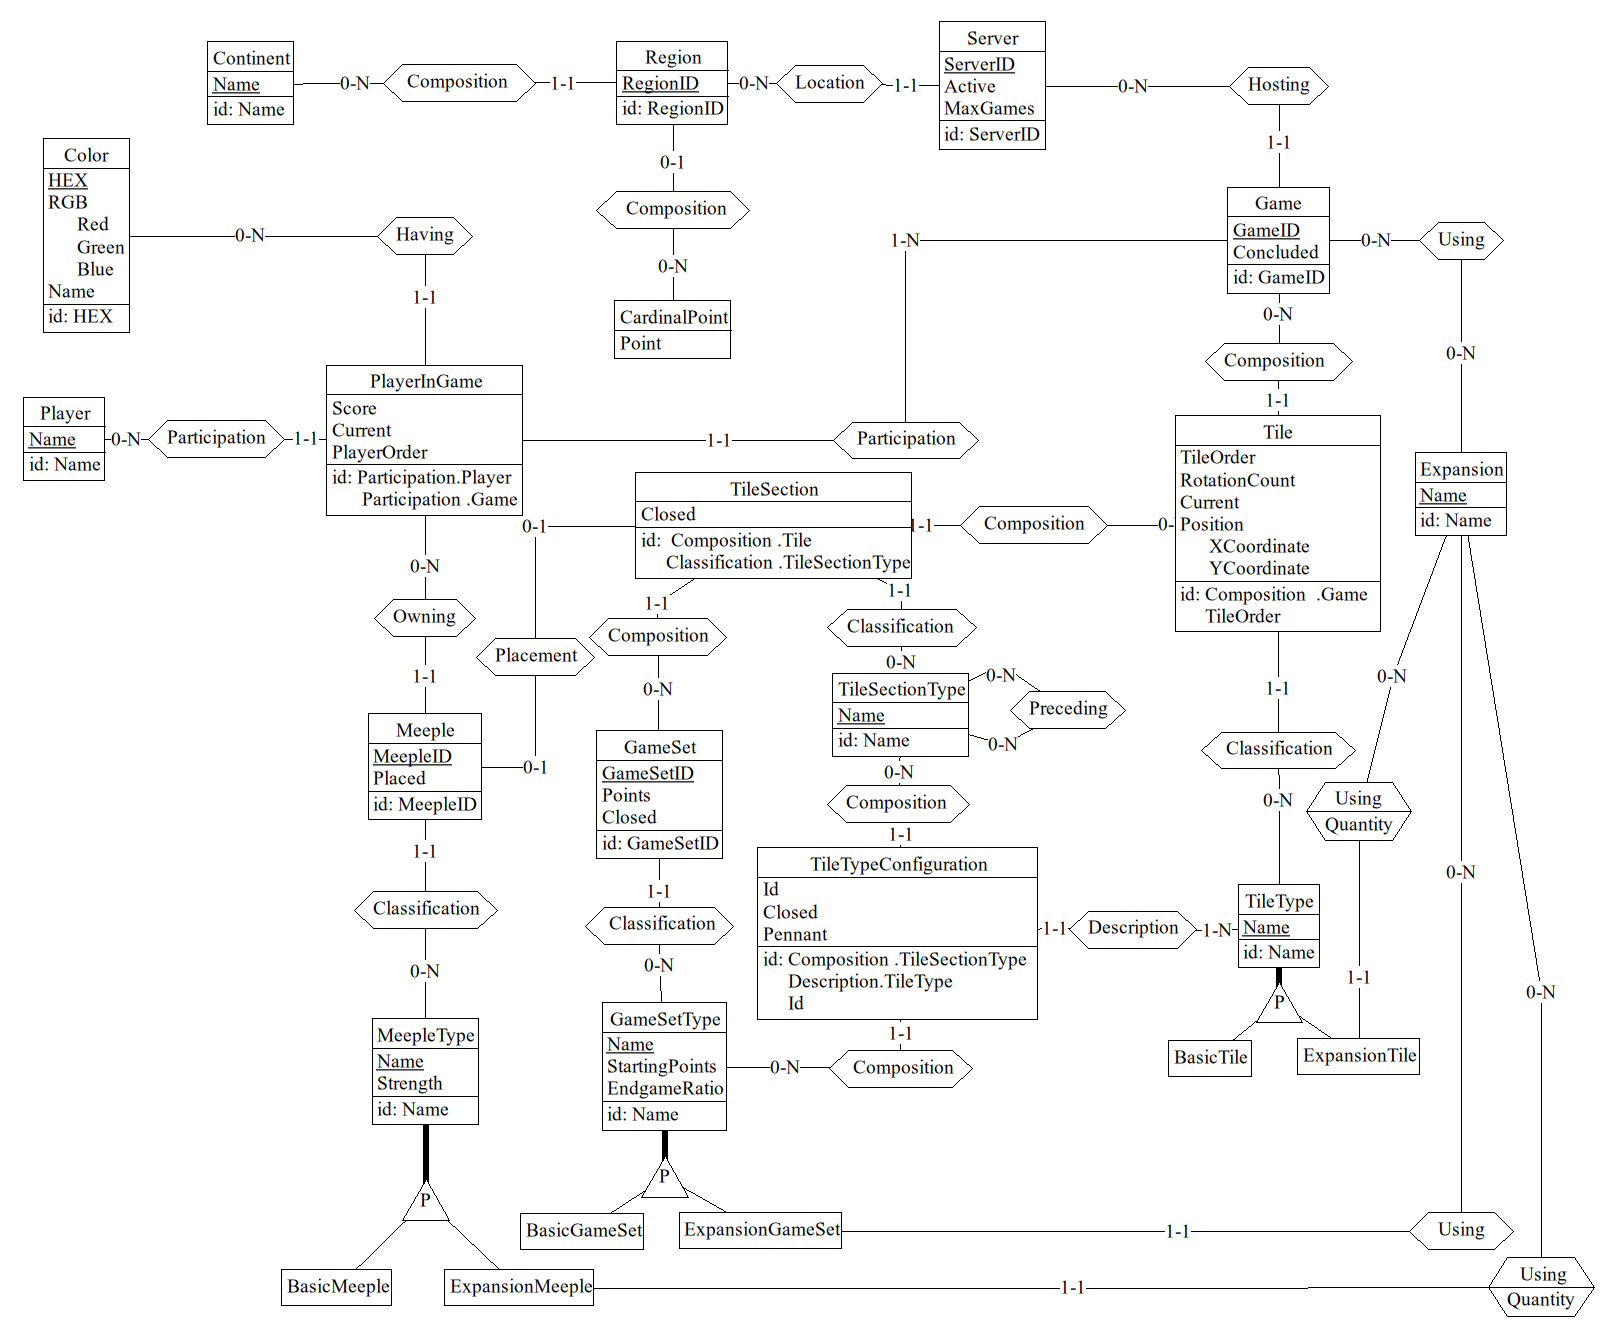 Continent
Name
id: Name
0-N
Composition
1-1
Region
RegionID
id: RegionID
0-N
Location
1-1
Server
ServerID
Active
MaxGames
id: ServerID
0-N
Hosting
1-1
Color
HEX
RGB
Red
Green
Blue
Name
id: HEX
0-N
Having
1-1
0-1
Composition
0-N
CardinalPoint
Point
Game
GameID
Concluded
id: GameID
1-N
0-N
Using
0-N
0-N
Composition
1-1
Player
Name
id: Name
0-N
Participation
1-1
PlayerInGame
Score
Current
PlayerOrder
id: Participation.Player
Participation .Game
1-1
Participation
Tile
TileOrder
RotationCount
Current
Position
XCoordinate
YCoordinate
id: Composition .Game
TileOrder
Expansion
Name
id: Name
TileSection
Closed
id: Composition .Tile
Classification .TileSectionType
1-1
Composition
0-
0-1
Placement
0-1
0-N
Owning
1-1
1-1
Composition
0-N
1-1
Classification
0-N
TileSectionType
Name
id: Name
0-N
Preceding
0-N
1-1
Classification
0-N
0-N
Using
Quantity
1-1
Meeple
MeepleID
Placed
id: MeepleID
GameSet
GameSetID
Points
Closed
id: GameSetID
0-N
Composition
1-1
TileTypeConfiguration
Id
Closed
Pennant
id: Composition .TileSectionType
Description.TileType
Id
1-1
Description
1-N
TileType
Name
id: Name
P
BasicTile
ExpansionTile
0-N
0-N
1-1
Classification
0-N
1-1
Classification
0-N
MeepleType
Name
Strength
id: Name
GameSetType
Name
StartingPoints
EndgameRatio
id: Name
0-N
Composition
1-1
P
BasicGameSet
ExpansionGameSet
1-1
Using
P
BasicMeeple
ExpansionMeeple
1-1
Using
Quantity